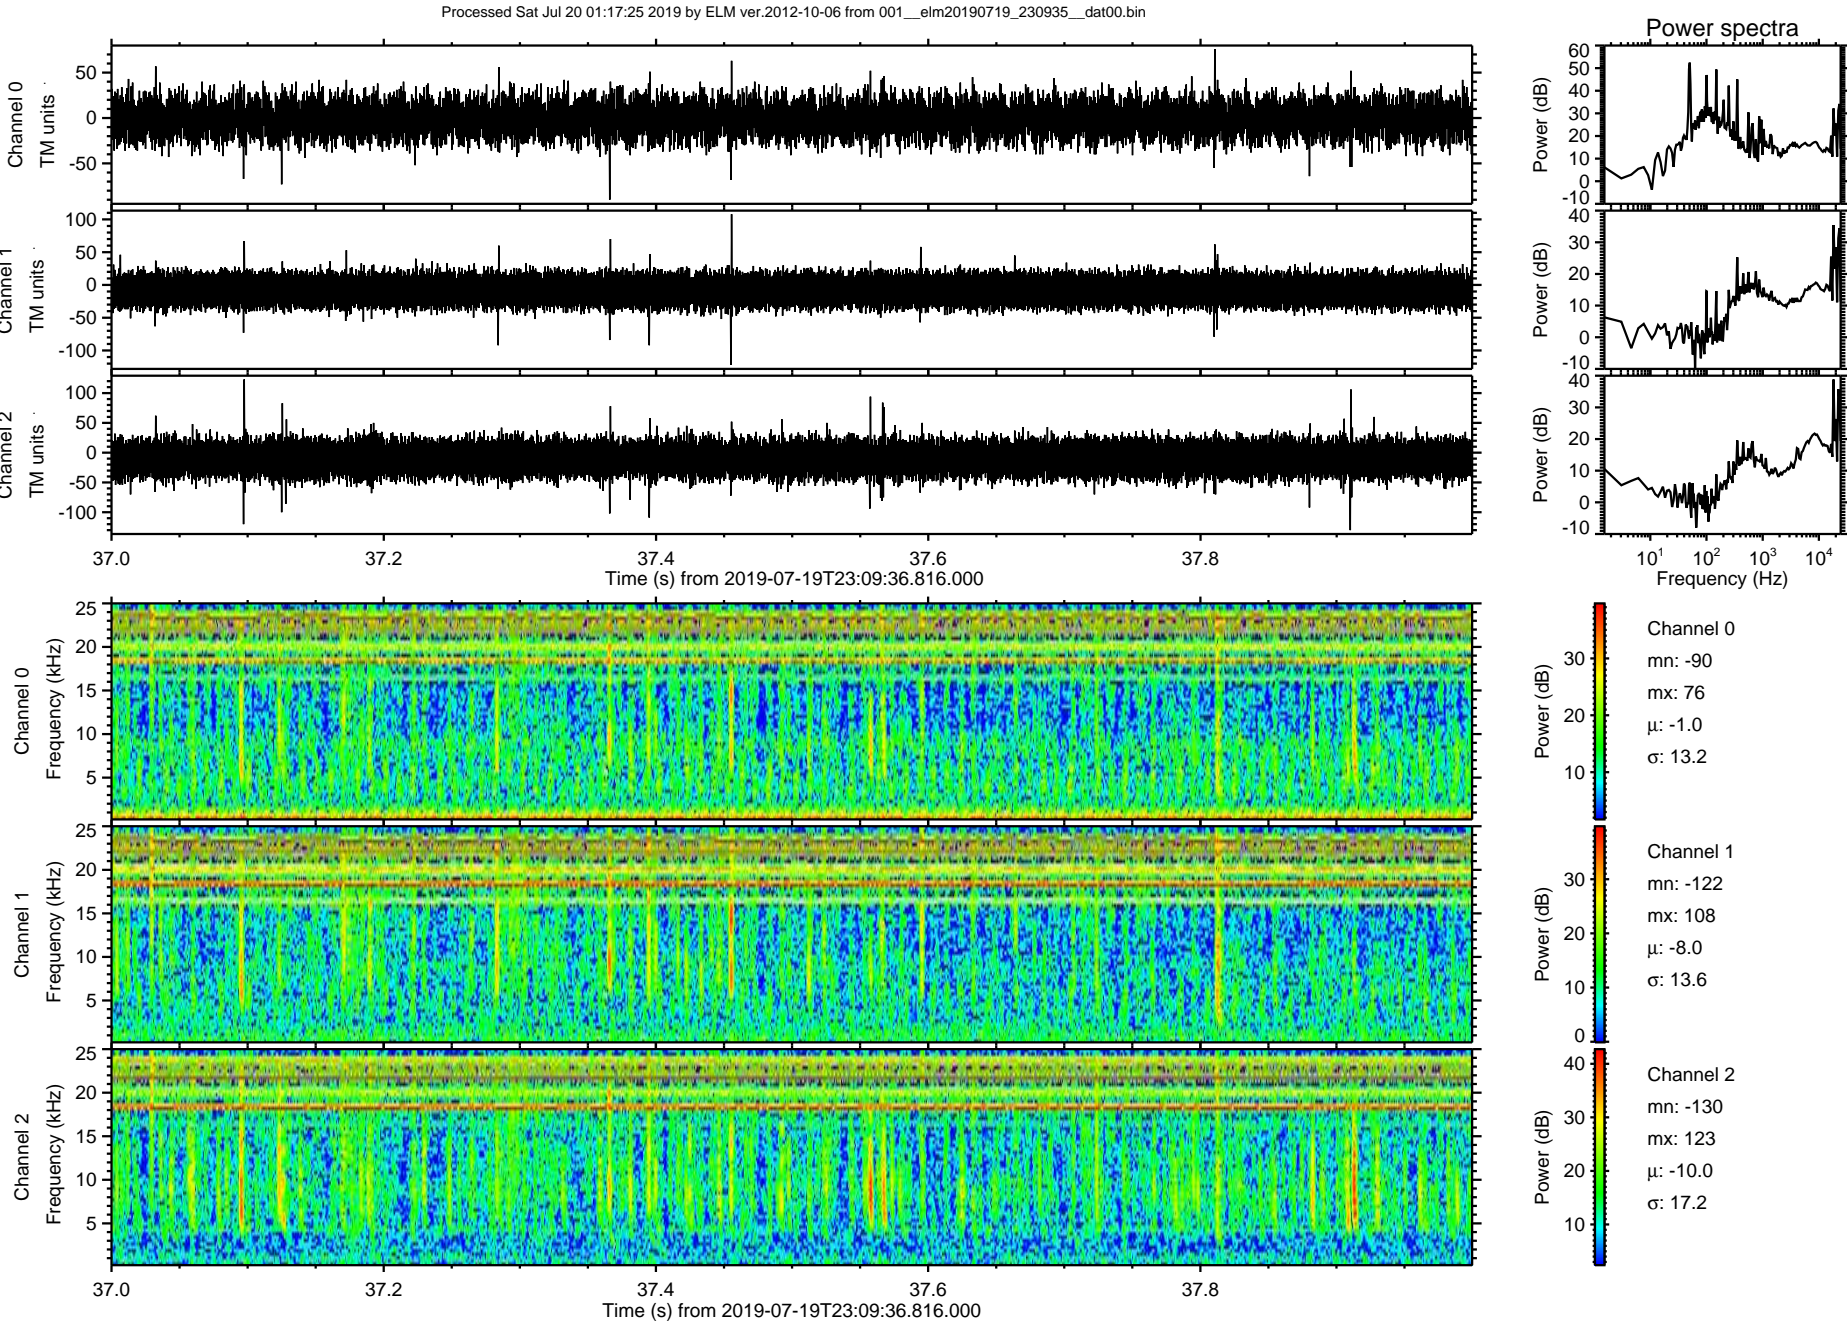 Processed Sat Jul 20 01:17:25 2019 by ELM ver.2012-10-06 from 001__elm20190719_230935__dat00.bin
Power spectra
Channel 0
TM units
50
0
-50
Power (dB)
60
50
40
30
20
10
0
-10
Channel 1
TM units
100
50
0
-50
-100
Power (dB)
40
30
20
10
0
-10
Channel 2
TM units
100
50
0
-50
-100
Power (dB)
40
30
20
10
0
-10
37.0 37.2 37.4 37.6 37.8
Time (s) from 2019-07-19T23:09:36.816.000
10^1 10^2 10^3 10^4
Frequency (Hz)
Channel 0
Frequency (kHz)
25
20
15
10
5
Power (dB)
30
20
10
Channel 0
mn: -90
mx: 76
μ: -1.0
σ: 13.2
Channel 1
Frequency (kHz)
25
20
15
10
5
Power (dB)
30
20
10
0
Channel 1
mn: -122
mx: 108
μ: -8.0
σ: 13.6
Channel 2
Frequency (kHz)
25
20
15
10
5
Power (dB)
40
30
20
10
Channel 2
mn: -130
mx: 123
μ: -10.0
σ: 17.2
37.0 37.2 37.4 37.6 37.8
Time (s) from 2019-07-19T23:09:36.816.000